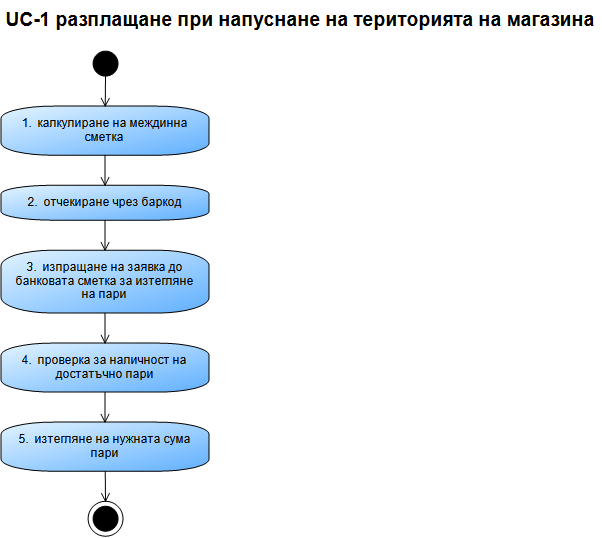 UC-1 разплащане при напуснане на територията на магазина
1. калкулиране на междинна
сметка
2. отчекиране чрез баркод
3. изпращане на заявка до
банковата сметка за изтегляне
на пари
4. проверка за наличност на
достатъчно пари
5. изтегляне на нужната сума
пари